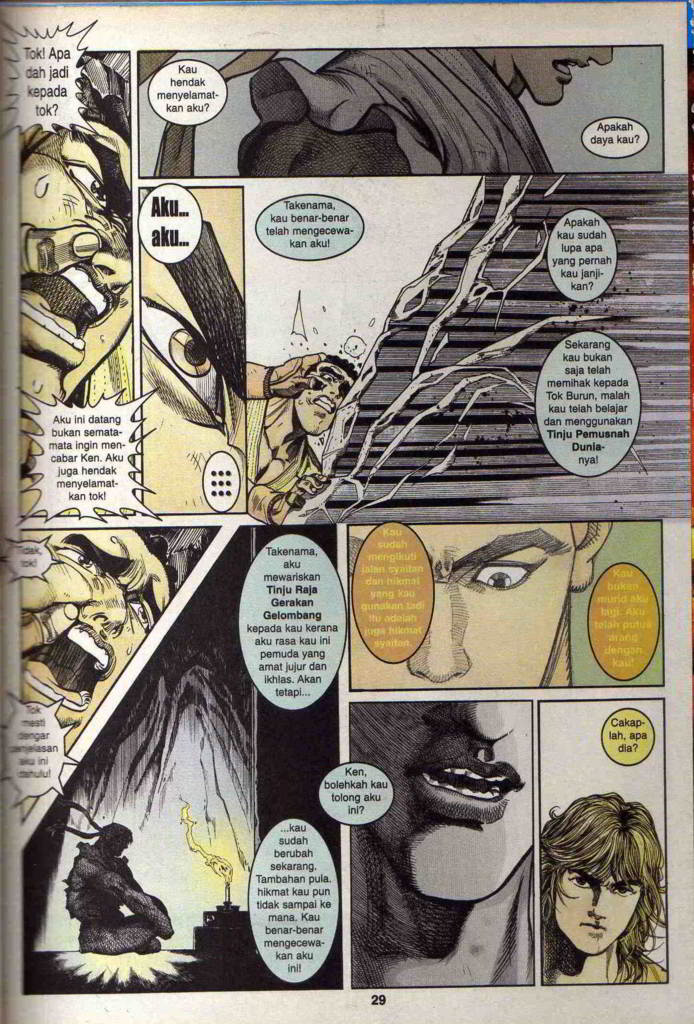 Tok! Apa
dah jadi
kepada
tok?
Kau
hendak
menyelamat-
kan aku?
Apakah
daya kau?
Aku...
aku...
Takenama,
kau benar-benar
telah mengecewa-
kan aku!
Apakah
kau sudah
lupa apa
yang pernah
kau janji-
kan?
Sekarang
kau bukan
saja telah
memihak kepada
Tok Burun, malah
kau telah belajar
dan menggunakan
Tinju Pemusnah
Dunia-
nya!
Aku ini datang
bukan semata-
mata ingin men-
cabar Ken. Aku
juga hendak
menyelamat-
kan tok!
Tidak,
tok!
Tok
mesti
dengar
penjelasan
aku ini
dahulu!
Takenama,
aku
mewariskan
Tinju Raja
Gerakan
Gelombang
kepada kau kerana
aku rasa kau ini
pemuda yang
amat jujur dan
ikhlas. Akan
tetapi...
...kau
sudah
berubah
sekarang.
Tambahan pula.
hikmat kau pun
tidak sampai ke
mana. Kau
benar-benar
mengecewa-
kan aku
ini!
Kau
sudah
mengikuti
jalan syaitan
dan hikmat
yang kau
gunakan tadi
itu adalah
juga hikmat
syaitan.
Kau
bukan
murid aku
lagi. Aku
telah putus
arang
dengan
kau!
Ken,
bolehkah kau
tolong aku
ini?
Cakap-
lah, apa
dia?
29